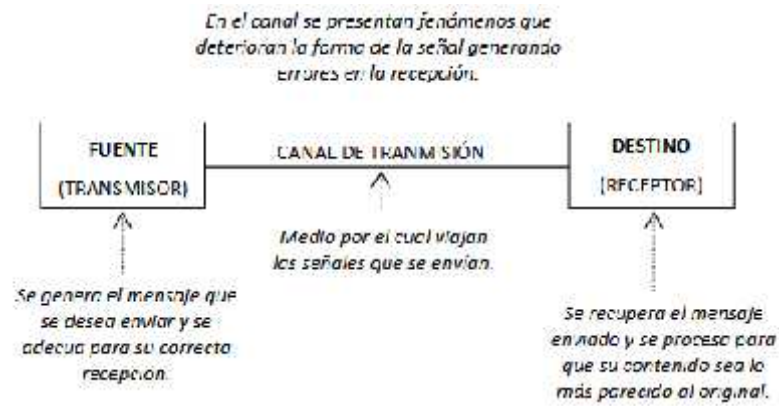 En el canal se presentan fenómenos que
deterioran la forma de la señal generando
errores en la recepción.
FUENTE
(TRANSMISOR)
CANAL DE TRANMISIÓN
DESTINO
(RECEPTOR)
Medio por el cual viajan
las señales que se envían.
Se genera el mensaje que
se desea enviar y se
adecua para su correcta
recepción.
Se recupera el mensaje
enviado y se procesa para
que su contenido sea lo
más parecido al original.